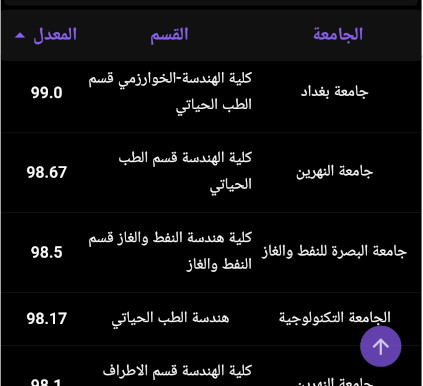 الجامعة القسم المعدل
جامعة بغداد كلية الهندسة-الخوارزمي قسم الطب الحياتي 99.0
جامعة النهرين كلية الهندسة قسم الطب الحياتي 98.67
جامعة البصرة للنفط والغاز كلية هندسة النفط والغاز قسم النفط والغاز 98.5
الجامعة التكنولوجية هندسة الطب الحياتي 98.17
جامعة النهرين كلية الهندسة قسم الاطراف 98.1